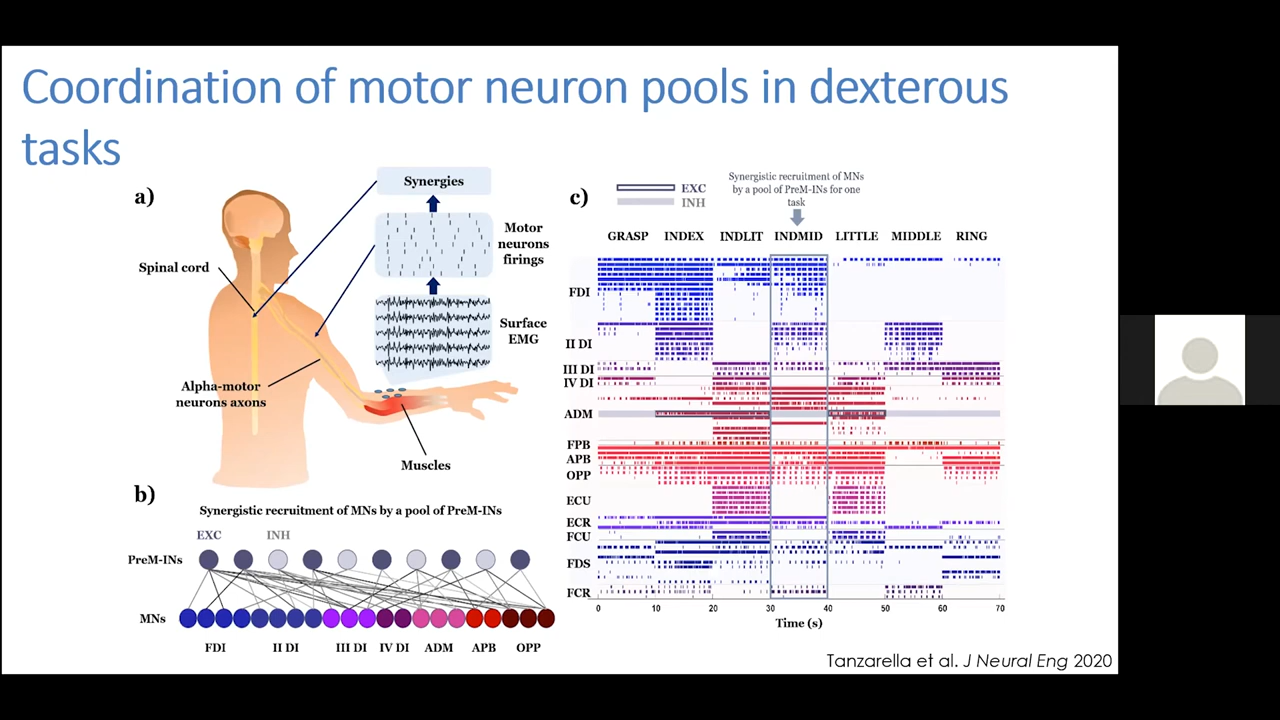 Coordination of motor neuron pools in dexterous
tasks
a)
Synergies
Motor
neurons
firings
Spinal cord
Surface
EMG
Alpha-motor
neurons axons
Muscles
b)
Synergistic recruitment of MNs by a pool of PreM-INs
EXC
INH
PreM-INs
MNs
FDI
II DI
III DI
IV DI
ADM
APB
OPP
c)
EXC
INH
Synergistic recruitment of MNs
by a pool of PreM-INs for one
task
GRASP INDEX INDLIT INDMID LITTLE MIDDLE RING
FDI
II DI
III DI
IV DI
ADM
FPB
APB
OPP
ECU
ECR
FCU
FDS
FCR
0 10 20 30 40 50 60 70
Time (s)
Tanzarella et al. J Neural Eng 2020